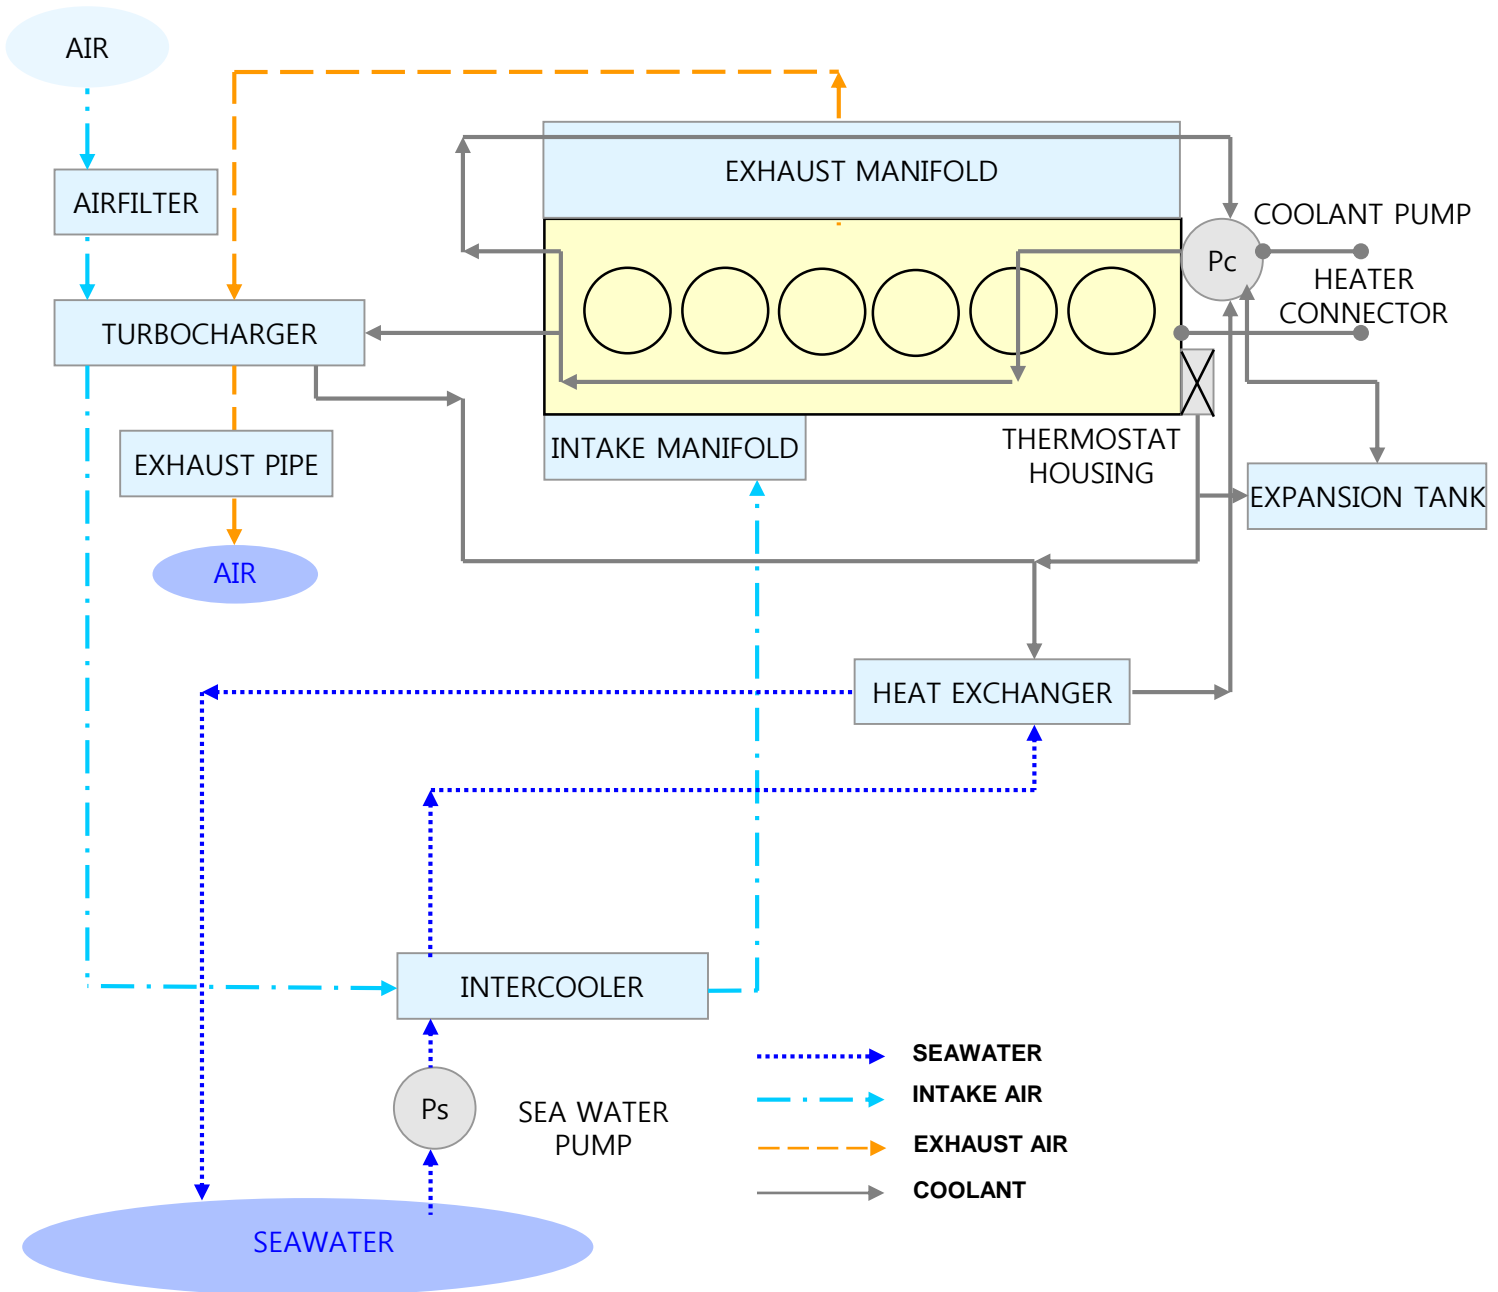 AIR
AIRFILTER
EXHAUST MANIFOLD
COOLANT PUMP
Pc
HEATER
CONNECTOR
TURBOCHARGER
INTAKE MANIFOLD
THERMOSTAT
HOUSING
EXHAUST PIPE
EXPANSION TANK
AIR
HEAT EXCHANGER
INTERCOOLER
Ps
SEA WATER
PUMP
SEAWATER
INTAKE AIR
EXHAUST AIR
COOLANT
SEAWATER